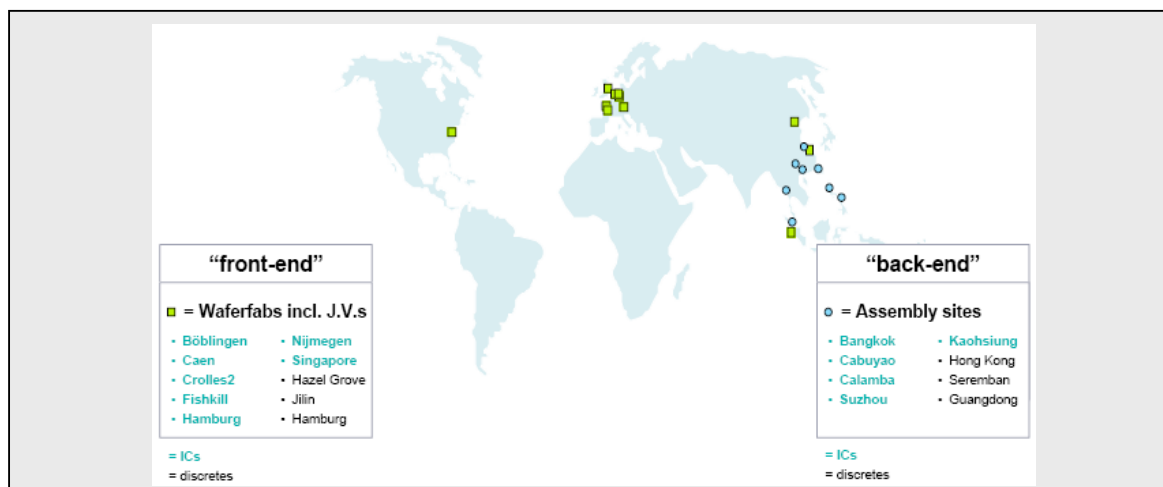 “front-end”
= Waferfabs incl. J.V.s
• Böblingen
• Caen
• Crolles2
• Fishkill
• Hamburg
• Nijmegen
• Singapore
• Hazel Grove
• Jilin
• Hamburg
= ICs
= discretes
“back-end”
= Assembly sites
• Bangkok
• Cabuyao
• Calamba
• Suzhou
• Kaohsiung
• Hong Kong
• Seremban
• Guangdong
= ICs
= discretes